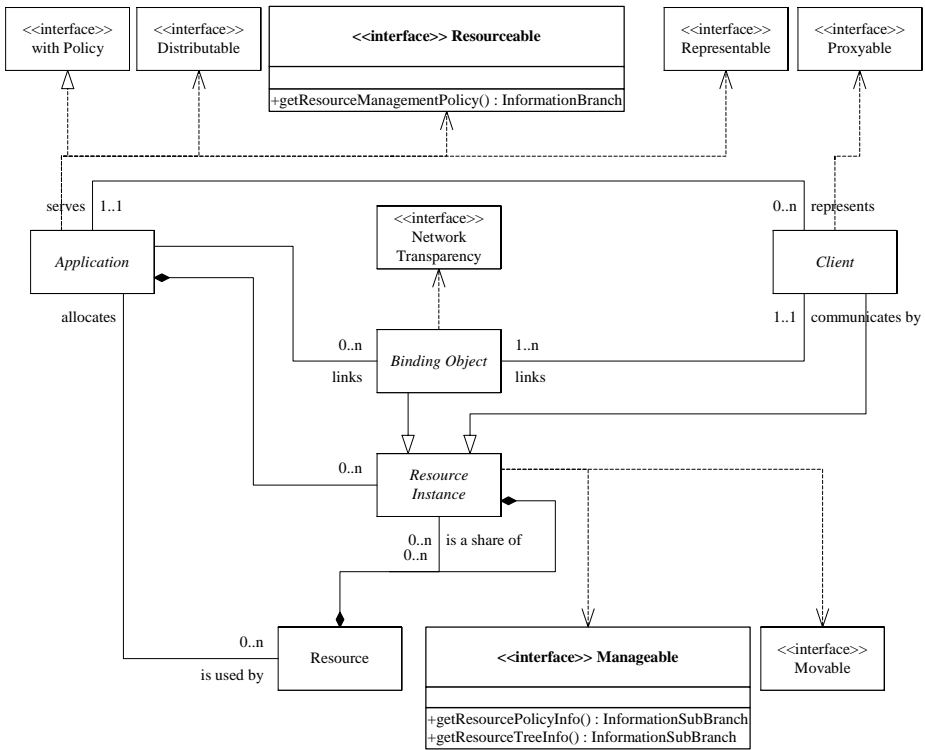 <<interface>>
with Policy
<<interface>>
Distributable
<<interface>> Resourceable
+getResourceManagementPolicy() : InformationBranch
<<interface>>
Representable
<<interface>>
Proxyable
serves
1..1
0..n
represents
<<interface>>
Network
Transparency
Application
Client
allocates
0..n
links
Binding Object
1..n
links
1..1
communicates by
0..n
Resource
Instance
0..n
is a share of
0..n
0..n
is used by
Resource
<<interface>> Manageable
+getResourcePolicyInfo() : InformationSubBranch
+getResourceTreeInfo() : InformationSubBranch
<<interface>>
Movable